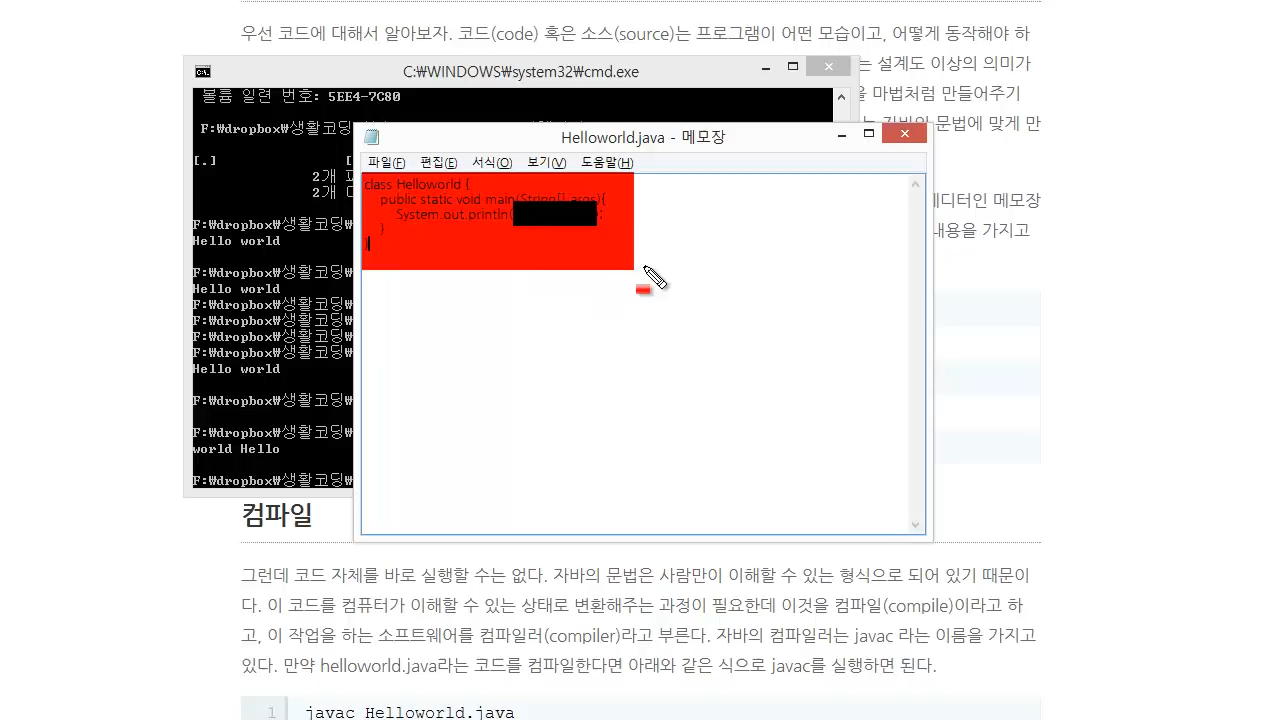 우선 코드에 대해서 알아보자. 코드(code) 혹은 소스(source)는 프로그램이 어떤 모습이고, 어떻게 동작해야 하
는 설계도 이상의 의미가
마법처럼 만들어주기
자바의 문법에 맞게 만
메모장
가지고
C:₩WINDOWS₩system32₩cmd.exe
볼륨 일련 번호: 5EE4-7C80
F:₩dropbox₩생활코딩
[.]
2개
2개
F:₩dropbox₩생활코딩₩
Hello world
F:₩dropbox₩생활코딩₩
Hello world
F:₩dropbox₩생활코딩₩
F:₩dropbox₩생활코딩₩
F:₩dropbox₩생활코딩₩
F:₩dropbox₩생활코딩₩
Hello world
F:₩dropbox₩생활코딩₩
F:₩dropbox₩생활코딩₩
world Hello
F:₩dropbox₩생활코딩₩
Helloworld.java - 메모장
파일(F) 편집(E) 서식(O) 보기(V) 도움말(H)
class Helloworld {
public static void main(String[] args){
System.out.println(
}
}
컴파일
그런데 코드 자체를 바로 실행할 수는 없다. 자바의 문법은 사람만이 이해할 수 있는 형식으로 되어 있기 때문이
다. 이 코드를 컴퓨터가 이해할 수 있는 상태로 변환해주는 과정이 필요한데 이것을 컴파일(compile)이라고 하
고, 이 작업을 하는 소프트웨어를 컴파일러(compiler)라고 부른다. 자바의 컴파일러는 javac 라는 이름을 가지고
있다. 만약 helloworld.java라는 코드를 컴파일한다면 아래와 같은 식으로 javac를 실행하면 된다.
1 javac Helloworld.java